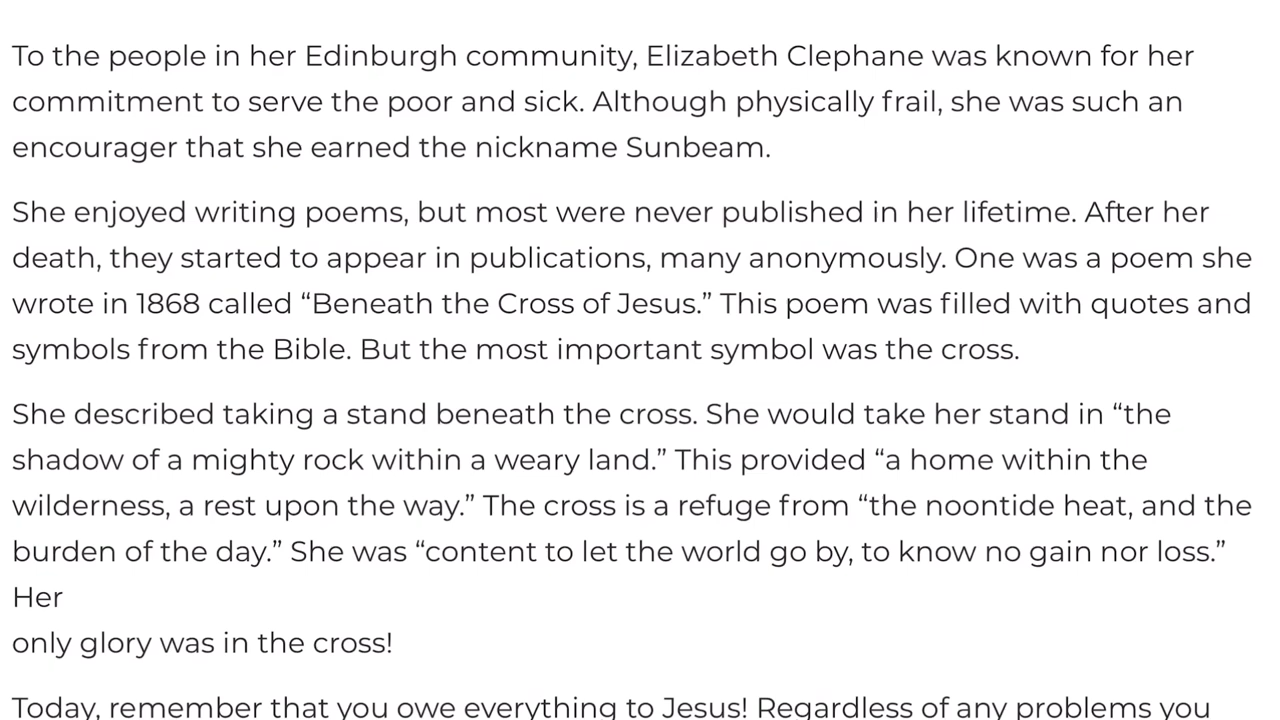 To the people in her Edinburgh community, Elizabeth Clephane was known for her
commitment to serve the poor and sick. Although physically frail, she was such an
encourager that she earned the nickname Sunbeam.
She enjoyed writing poems, but most were never published in her lifetime. After her
death, they started to appear in publications, many anonymously. One was a poem she
wrote in 1868 called “Beneath the Cross of Jesus.” This poem was filled with quotes and
symbols from the Bible. But the most important symbol was the cross.
She described taking a stand beneath the cross. She would take her stand in “the
shadow of a mighty rock within a weary land.” This provided “a home within the
wilderness, a rest upon the way.” The cross is a refuge from “the noontide heat, and the
burden of the day.” She was “content to let the world go by, to know no gain nor loss.”
Her
only glory was in the cross!
Today, remember that you owe everything to Jesus! Regardless of any problems you